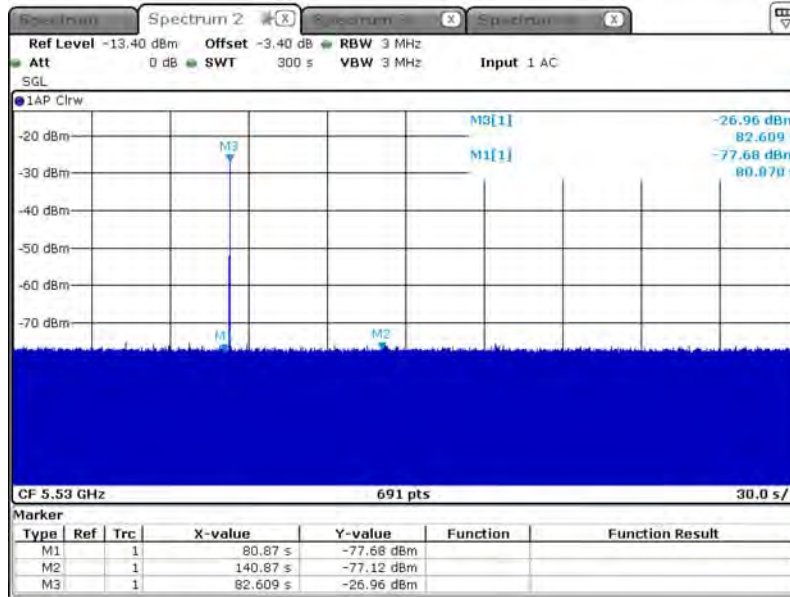 Spectrum Spectrum 2 X Spectrum X Spectrum X
Ref Level -13.40 dBm Offset -3.40 dB RBW 3 MHz
Att 0 dB SWT 300 s VBW 3 MHz Input 1 AC
SGL
1AP Clrw
M3[1] -26.96 dBm
82.609
M1[1] -77.68 dBm
80.870
-20 dBm
M3
-30 dBm
-40 dBm
-50 dBm
-60 dBm
-70 dBm
M1 M2
CF 5.53 GHz 691 pts 30.0 s/
Marker
Type Ref Trc X-value Y-value Function Function Result
M1 1 80.87 s -77.68 dBm
M2 1 140.87 s -77.12 dBm
M3 1 82.609 s -26.96 dBm